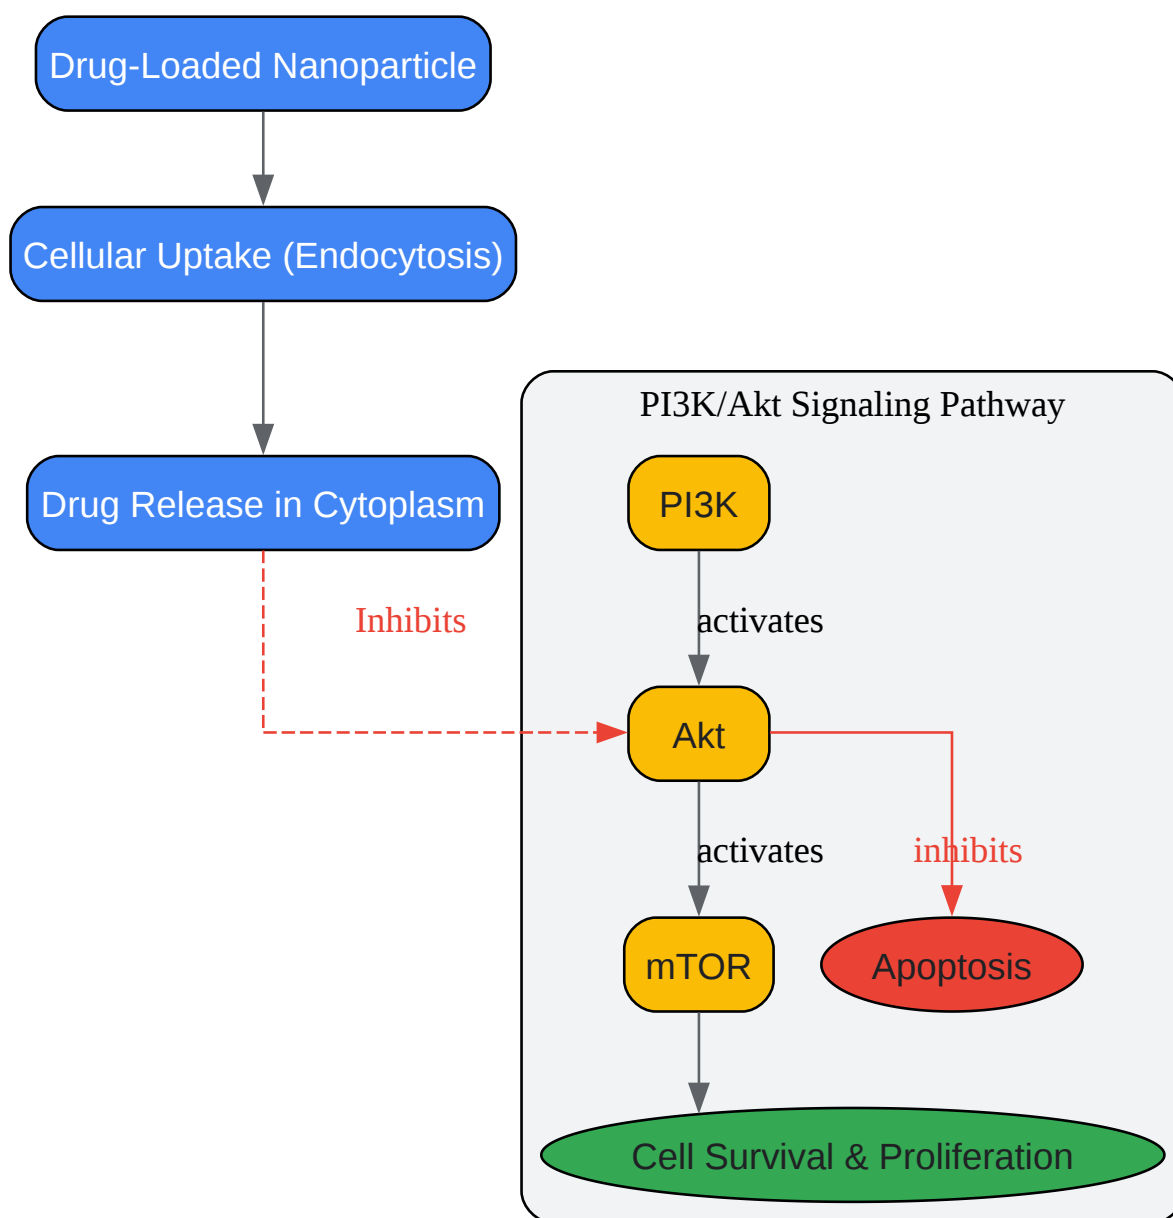 Drug-Loaded Nanoparticle
Cellular Uptake (Endocytosis)
PI3K/Akt Signaling Pathway
Drug Release in Cytoplasm
PI3K
Inhibits
activates
Akt
activates
inhibits
mTOR
Apoptosis
Cell Survival & Proliferation